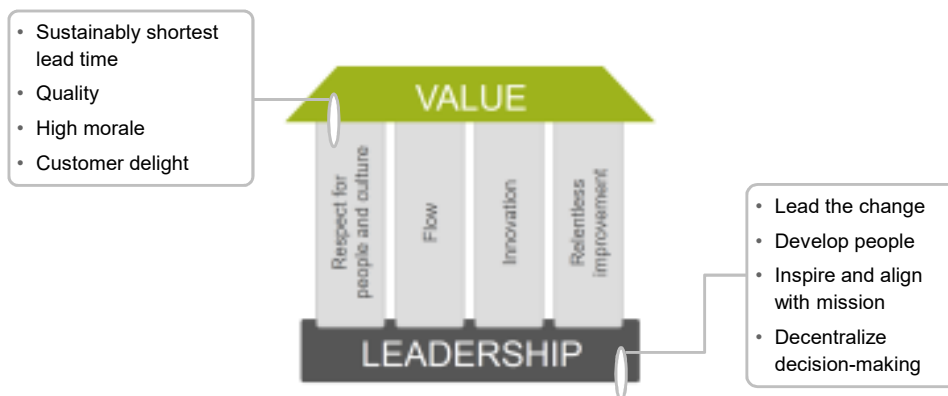 • Sustainably shortest
lead time
• Quality
• High morale
• Customer delight
VALUE
Respect for
people and culture
Flow
Innovation
Relentless
improvement
LEADERSHIP
• Lead the change
• Develop people
• Inspire and align
with mission
• Decentralize
decision-making